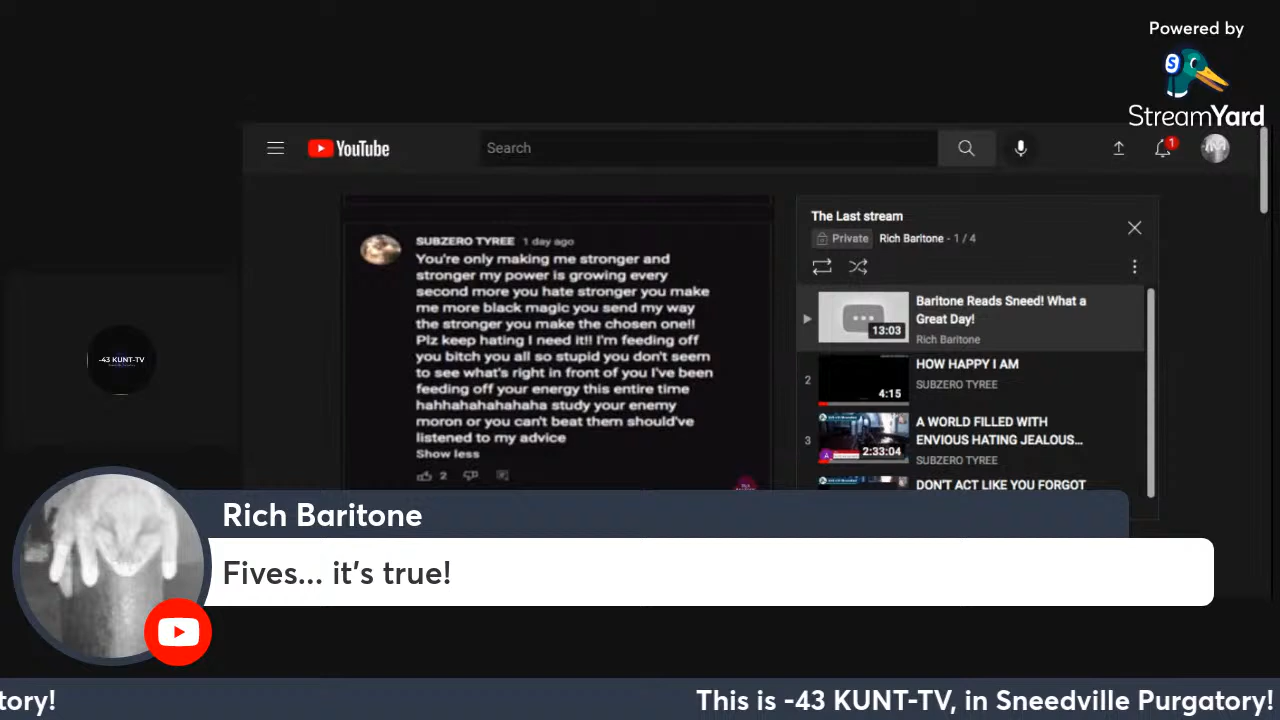 Powered by
StreamYard
YouTube
Search
1
SUBZERO TYREE 1 day ago
You're only making me stronger and
stronger my power is growing every
second more you hate stronger you make
me more black magic you send my way
the stronger you make the chosen one!!
Plz keep hating I need it!! I'm feeding off
you bitch you all so stupid you don't seem
to see what's right in front of you I've been
feeding off your energy this entire time
hahhahahahaha study your enemy
moron or you can't beat them should've
listened to my advice
Show less
2
The Last stream
Private Rich Baritone - 1 / 4
Baritone Reads Sneed! What a
Great Day!
Rich Baritone
13:03
2
HOW HAPPY I AM
SUBZERO TYREE
4:15
3
A WORLD FILLED WITH
ENVIOUS HATING JEALOUS...
SUBZERO TYREE
2:33:04
DON'T ACT LIKE YOU FORGOT
-43 KUNT-TV
Rich Baritone
Fives... it's true!
tory! This is -43 KUNT-TV, in Sneedville Purgatory!